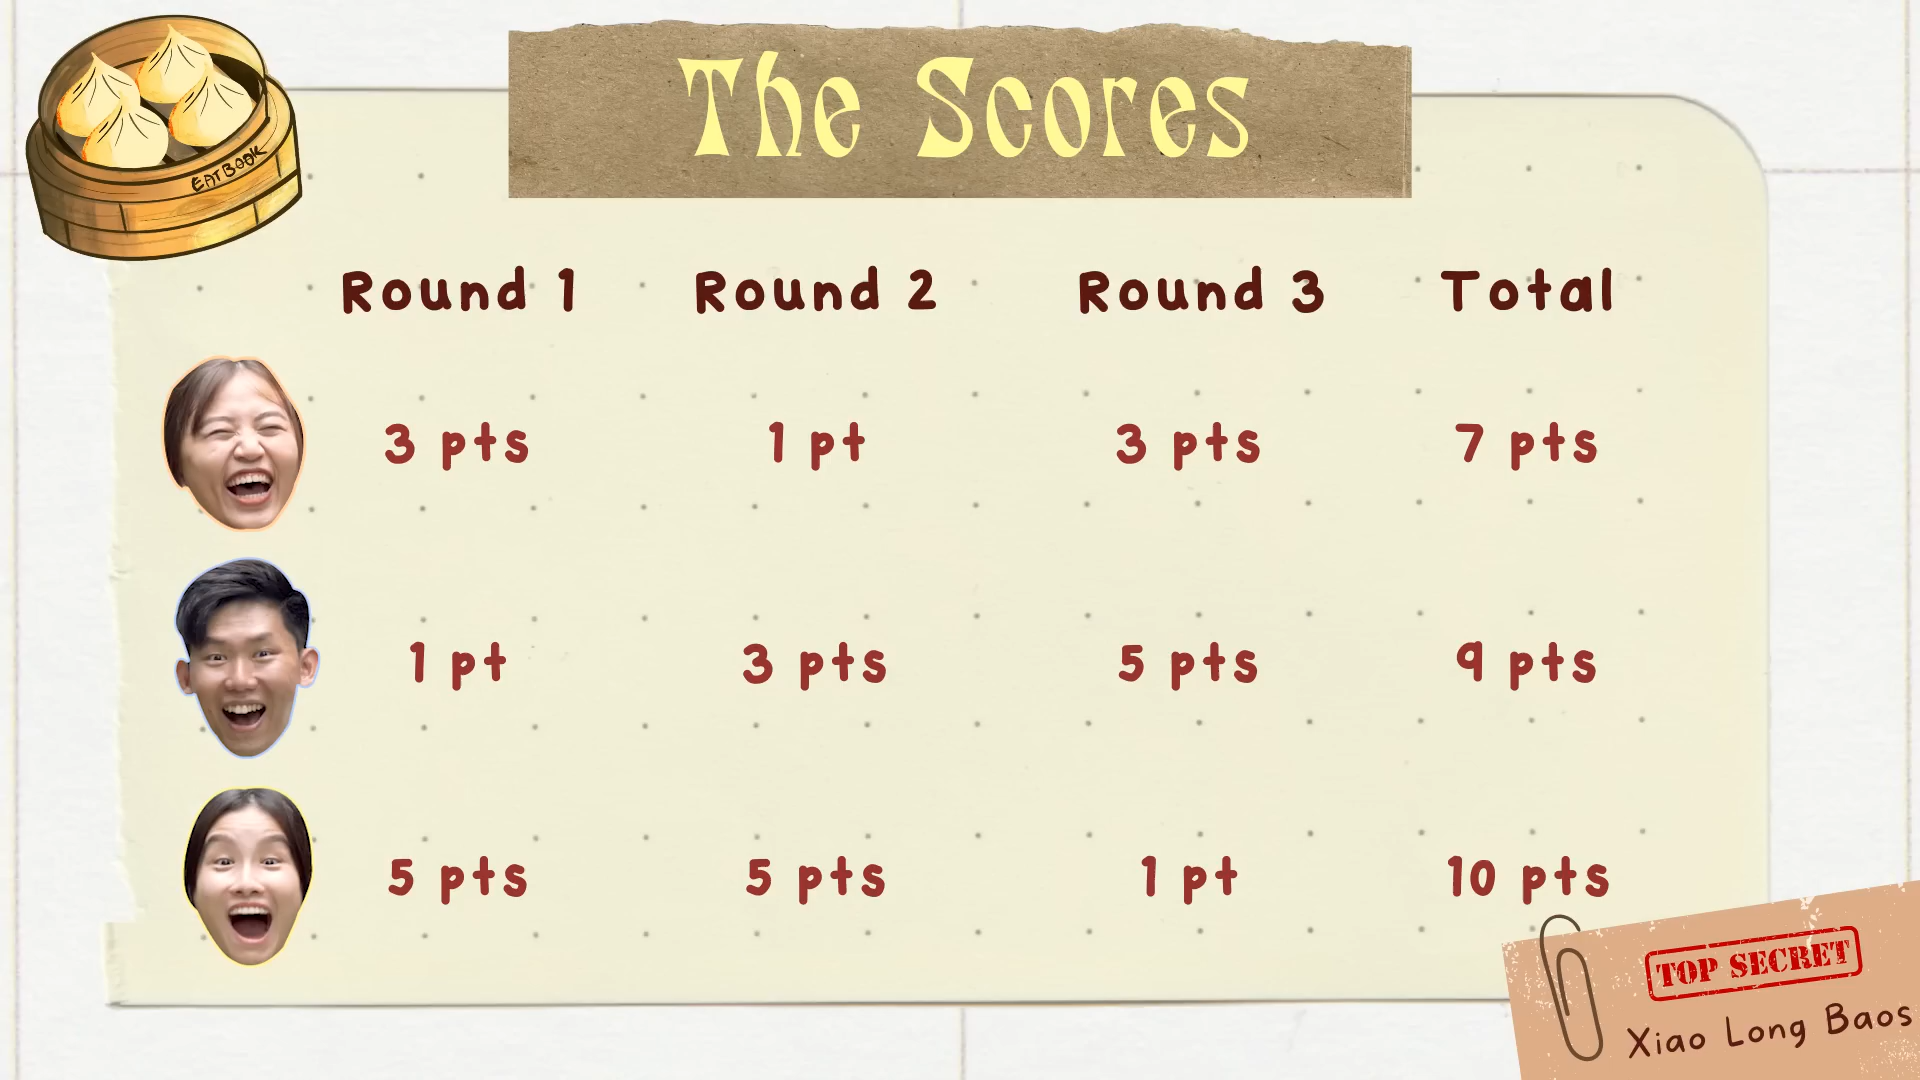 The Scores
EATBOOK
Round 1 Round 2 Round 3 Total
3 pts 1 pt 3 pts 7 pts
1 pt 3 pts 5 pts 9 pts
5 pts 5 pts 1 pt 10 pts
TOP SECRET
Xiao Long Baos